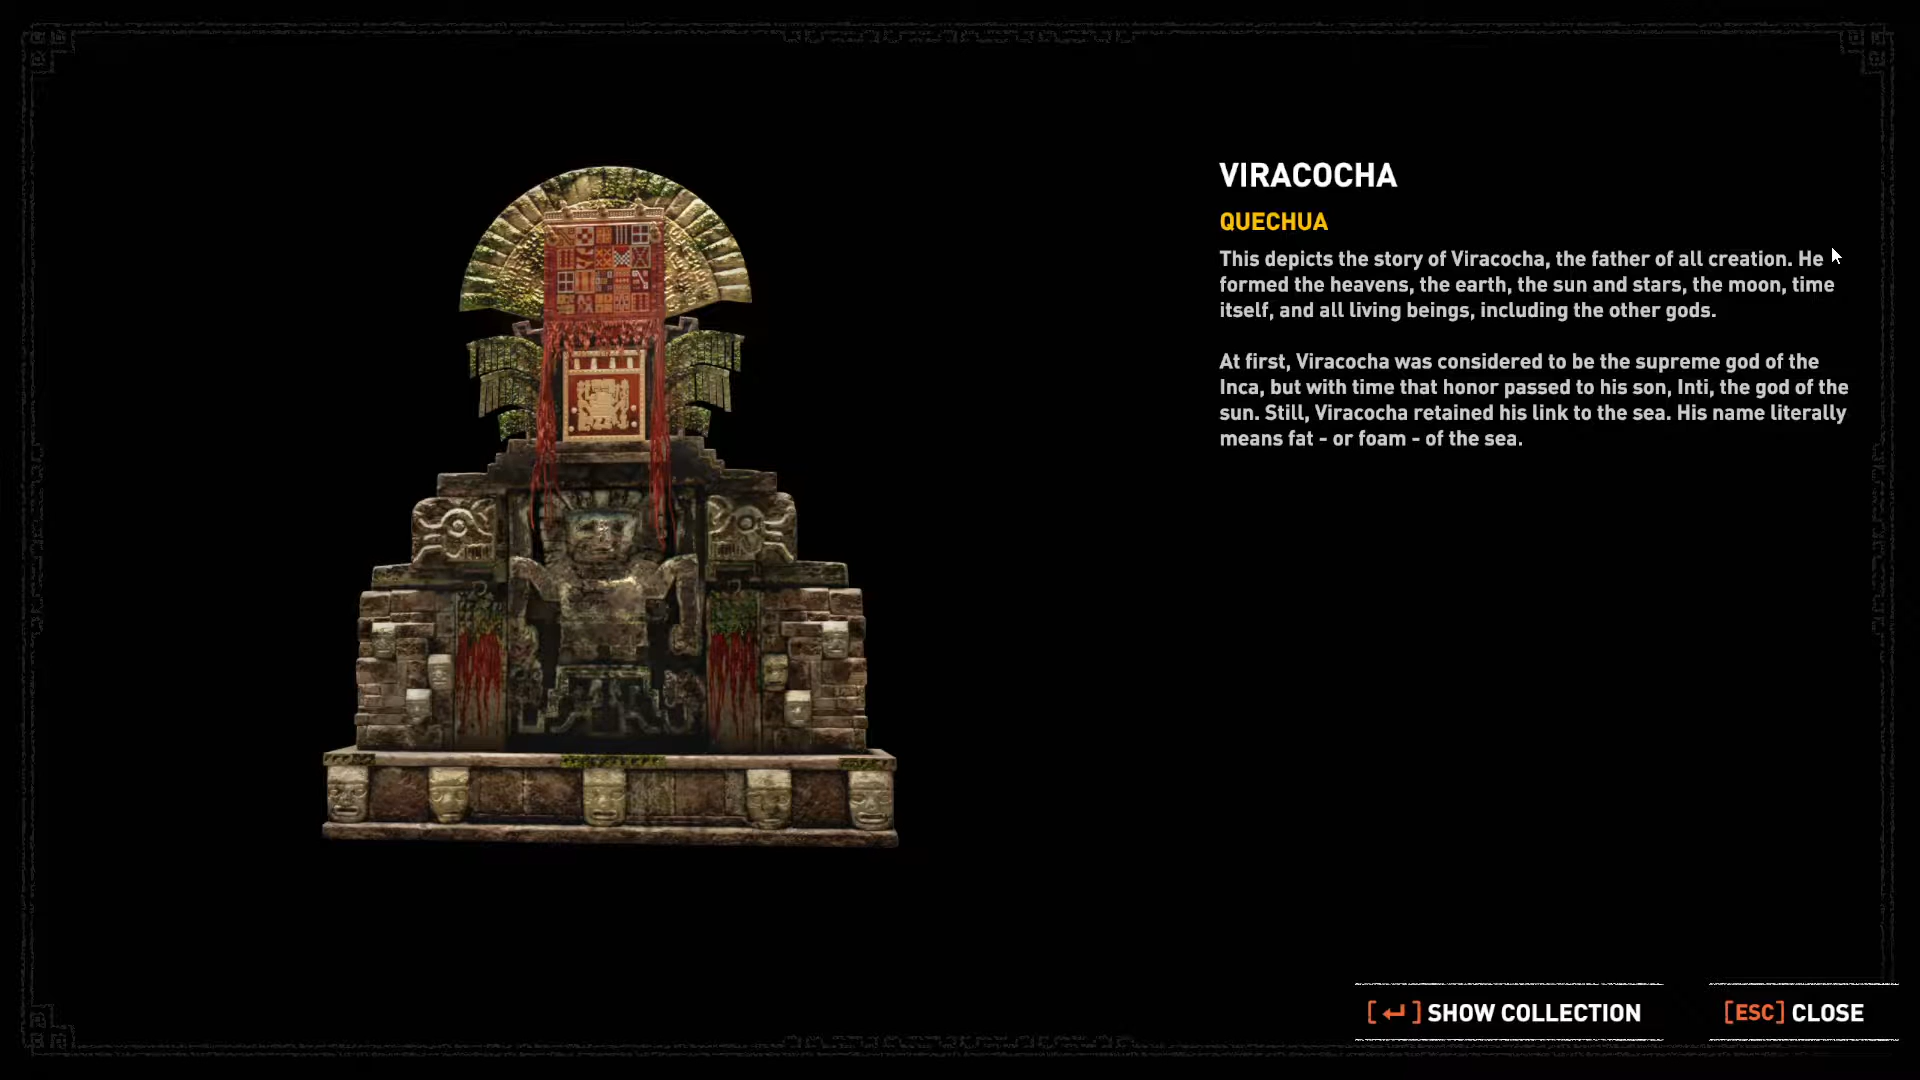 VIRACOCHA
QUECHUA
This depicts the story of Viracocha, the father of all creation. He
formed the heavens, the earth, the sun and stars, the moon, time
itself, and all living beings, including the other gods.
At first, Viracocha was considered to be the supreme god of the
Inca, but with time that honor passed to his son, Inti, the god of the
sun. Still, Viracocha retained his link to the sea. His name literally
means fat - or foam - of the sea.
[↵] SHOW COLLECTION
[ESC] CLOSE